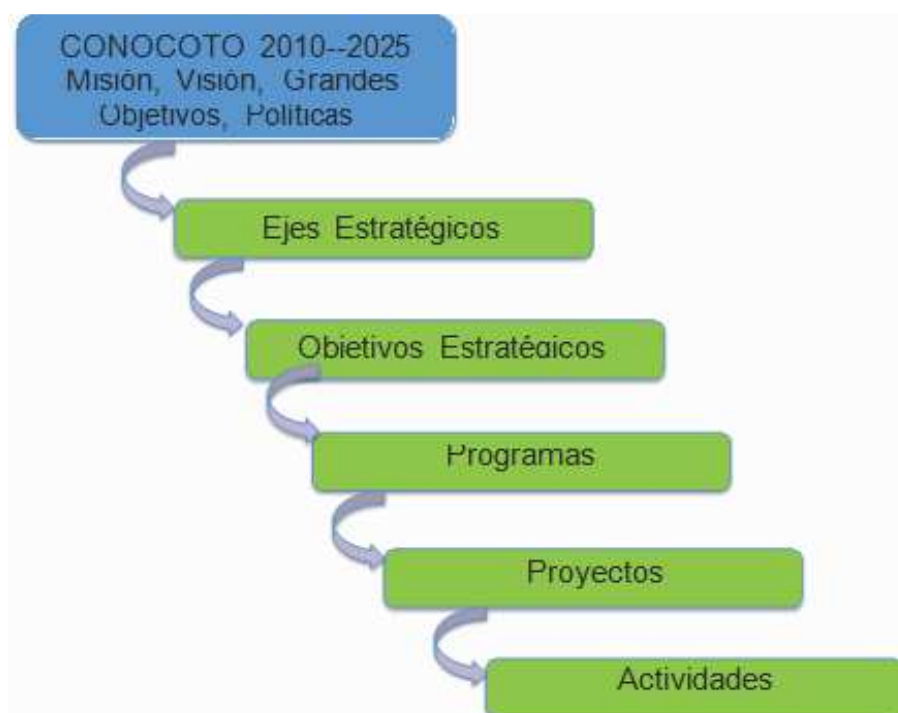 CONOCOTO 2010--2025
Misión, Visión, Grandes
Objetivos, Políticas
Ejes Estratégicos
Objetivos Estratégicos
Programas
Proyectos
Actividades